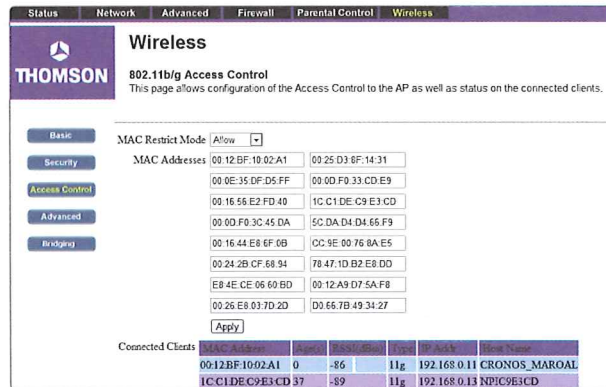 Status Network Advanced Firewall Parental Control Wireless
THOMSON
Wireless
802.11b/g Access Control
This page allows configuration of the Access Control to the AP as well as status on the connected clients.
Basic
Security
Access Control
Advanced
Bridging
MAC Restrict Mode Allow
MAC Addresses 00:12:BF:10:02:A1 00:25:D3:8F:14:31
00:0E:35:DF:D5:FF 00:0D:F0:33:CD:E9
00:16:56:E2:FD:40 1C:C1:DE:C9:E3:CD
00:0D:F0:3C:45:DA 5C:DA:D4:D4:66:F9
00:16:44:E8:6F:0B CC:9E:00:76:8A:E5
00:24:2B:CF:68:94 78:47:1D:B2:E8:DD
E8:4E:CE:06:60:BD 00:12:A9:D7:5A:F8
00:26:E8:03:7D:2D D0:66:7B:49:34:27
Apply
Connected Clients MAC Address Age(s) RSSI(dBm) Type IP Addr Host Name
00:12:BF:10:02:A1 0 -86 11g 192.168.0.11 CRONOS_MAROAL
1C:C1:DE:C9:E3:CD 37 -89 11g 192.168.0.13 NPIC9E3CD